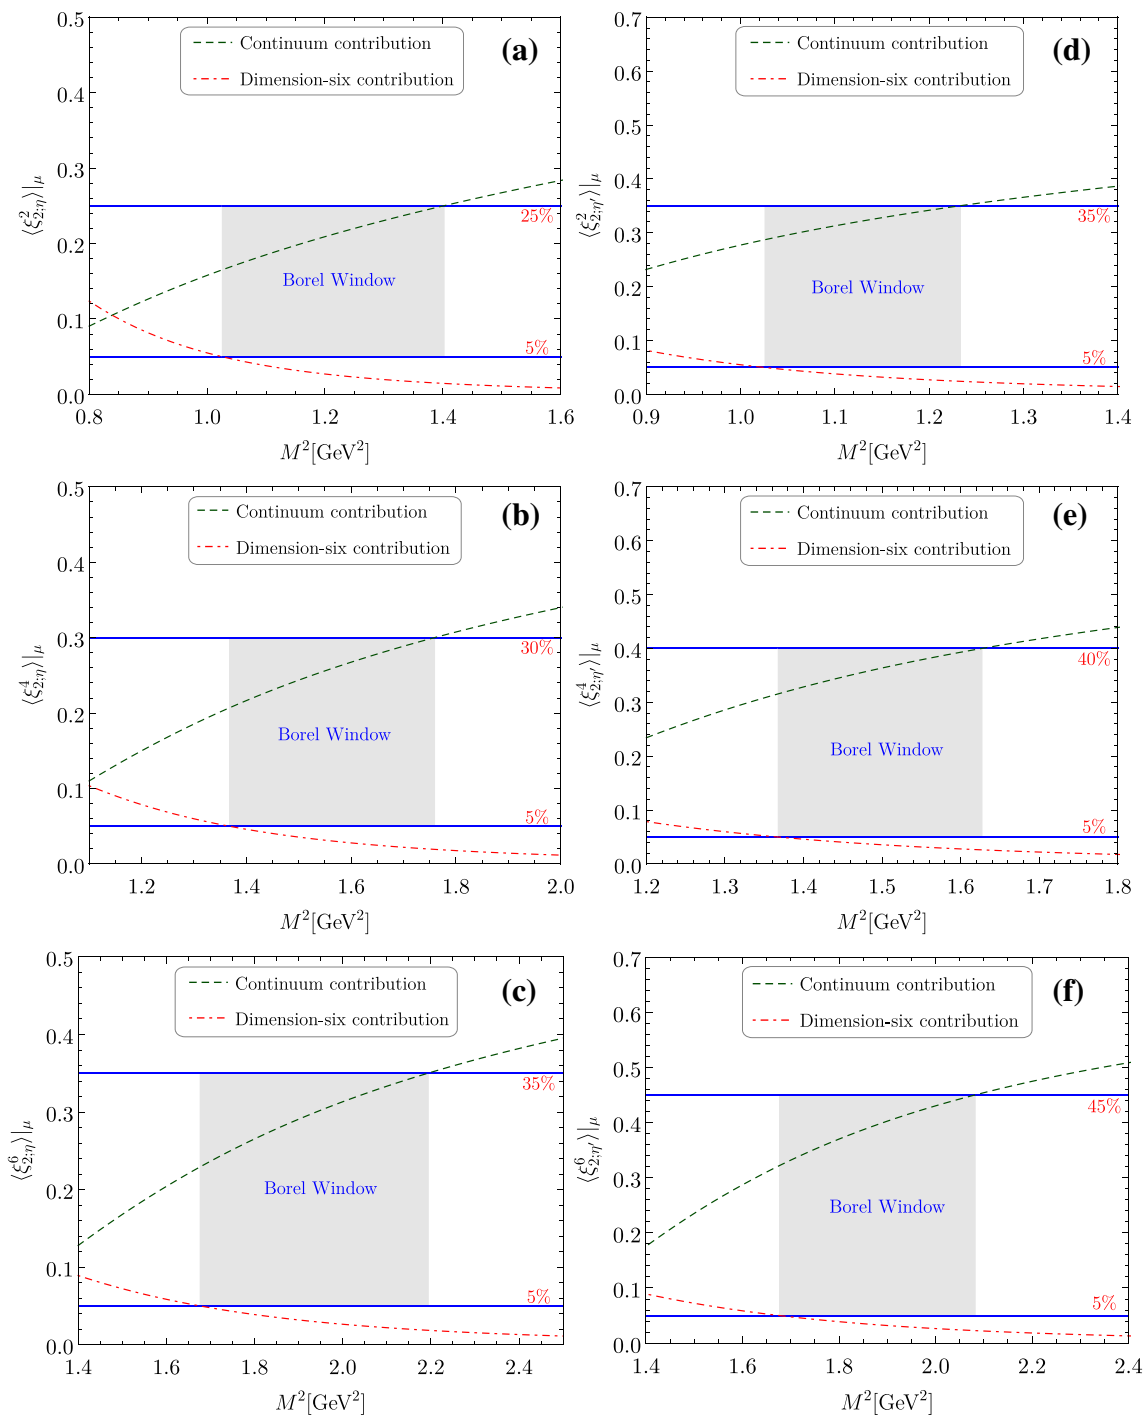 (a)
Continuum contribution
Dimension-six contribution
0.5
0.4
0.3
0.2
0.1
0.0
25%
Borel Window
5%
0.8 1.0 1.2 1.4 1.6
M²[GeV²]
⟨ξ²₂;η⟩|μ
(d)
Continuum contribution
Dimension-six contribution
0.7
0.6
0.5
0.4
0.3
0.2
0.1
0.0
35%
Borel Window
5%
0.9 1.0 1.1 1.2 1.3 1.4
M²[GeV²]
⟨ξ²₂;η′⟩|μ
(b)
Continuum contribution
Dimension-six contribution
0.5
0.4
0.3
0.2
0.1
0.0
30%
Borel Window
5%
1.2 1.4 1.6 1.8 2.0
M²[GeV²]
⟨ξ⁴₂;η⟩|μ
(e)
Continuum contribution
Dimension-six contribution
0.7
0.6
0.5
0.4
0.3
0.2
0.1
0.0
40%
Borel Window
5%
1.2 1.3 1.4 1.5 1.6 1.7 1.8
M²[GeV²]
⟨ξ⁴₂;η′⟩|μ
(c)
Continuum contribution
Dimension-six contribution
0.5
0.4
0.3
0.2
0.1
0.0
35%
Borel Window
5%
1.4 1.6 1.8 2.0 2.2 2.4
M²[GeV²]
⟨ξ⁶₂;η⟩|μ
(f)
Continuum contribution
Dimension-six contribution
0.7
0.6
0.5
0.4
0.3
0.2
0.1
0.0
45%
Borel Window
5%
1.4 1.6 1.8 2.0 2.2 2.4
M²[GeV²]
⟨ξ⁶₂;η′⟩|μ